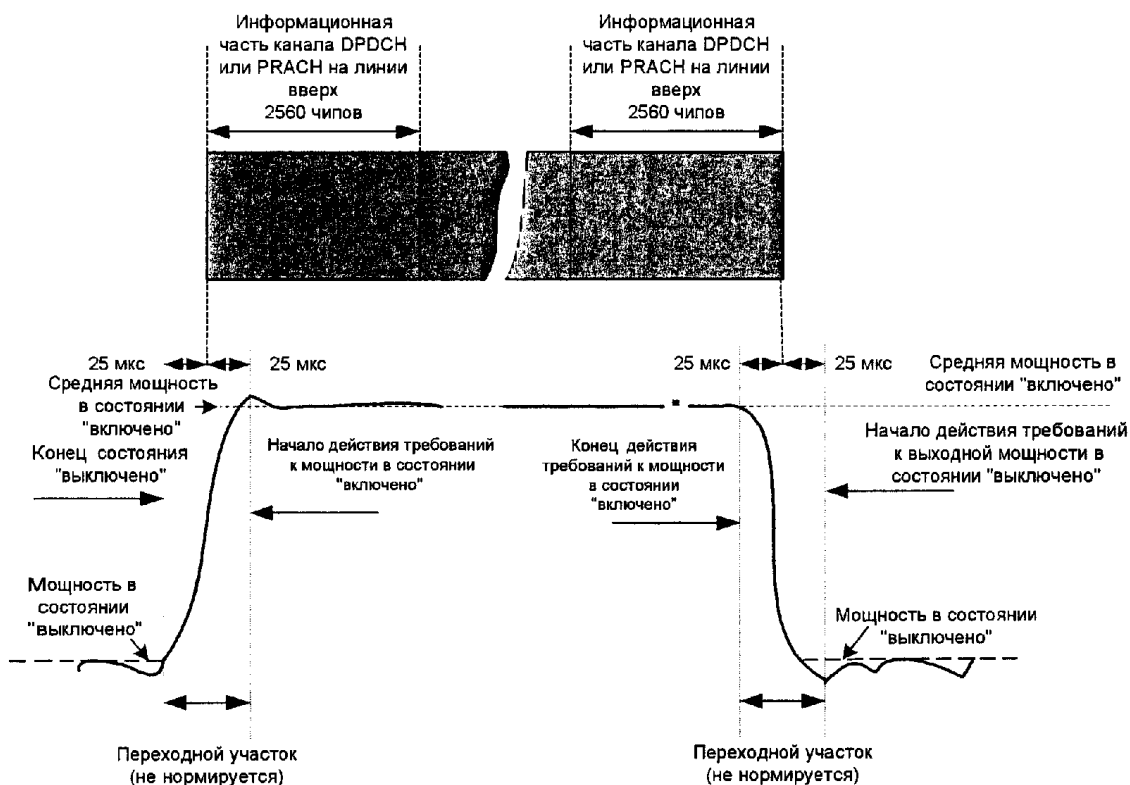 Информационная
часть канала DPDCH
или PRACH на линии
вверх
2560 чипов
Информационная
часть канала DPDCH
или PRACH на линии
вверх
2560 чипов
25 мкс
25 мкс
25 мкс
25 мкс
Средняя мощность
в состоянии
"включено"
Средняя мощность в
состоянии "включено"
Конец состояния
"выключено"
Начало действия требований
к мощности в состоянии
"включено"
Конец действия
требований к мощности
в состоянии
"включено"
Начало действия требований
к выходной мощности в
состоянии "выключено"
Мощность в
состоянии
"выключено"
Мощность в состоянии
"выключено"
Переходной участок
(не нормируется)
Переходной участок
(не нормируется)